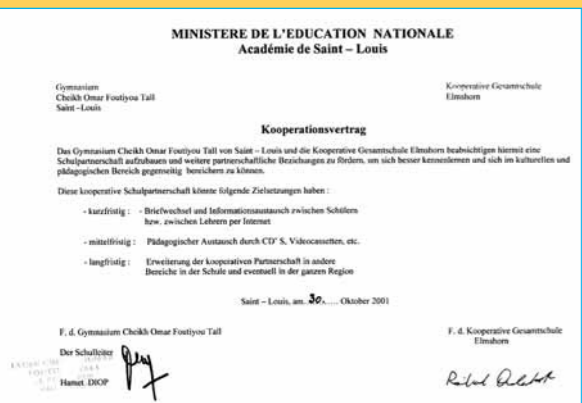 MINISTERE DE L'EDUCATION NATIONALE
Académie de Saint – Louis
Gymnasium
Cheikh Omar Foutiyou Tall
Saint –Louis
Kooperative Gesamtschule
Elmshorn
Kooperationsvertrag
Das Gymnasium Cheikh Omar Foutiyou Tall von Saint – Louis und die Kooperative Gesamtschule Elmshorn beabsichtigen hiermit eine
Schulpartnerschaft aufzubauen und weitere partnerschaftliche Beziehungen zu fördern, um sich besser kennenlernen und sich im kulturellen und
pädagogischen Bereich gegenseitig bereichern zu können.
Diese kooperative Schulpartnerschaft könnte folgende Zielsetzungen haben :
- kurzfristig : - Briefwechsel und Informationsaustausch zwischen Schülern
bzw. zwischen Lehrern per Internet
- mittelfristig : Pädagogischer Austausch durch CD' S, Videocassetten, etc.
- langfristig : Erweiterung der kooperativen Partnerschaft in andere
Bereiche in der Schule und eventuell in der ganzen Region
Saint – Louis, am 30. Oktober 2001
F. d. Gymnasium Cheikh Omar Foutiyou Tall
F. d. Kooperative Gesamtschule
Elmshorn
Der Schulleiter
Hamet DIOP